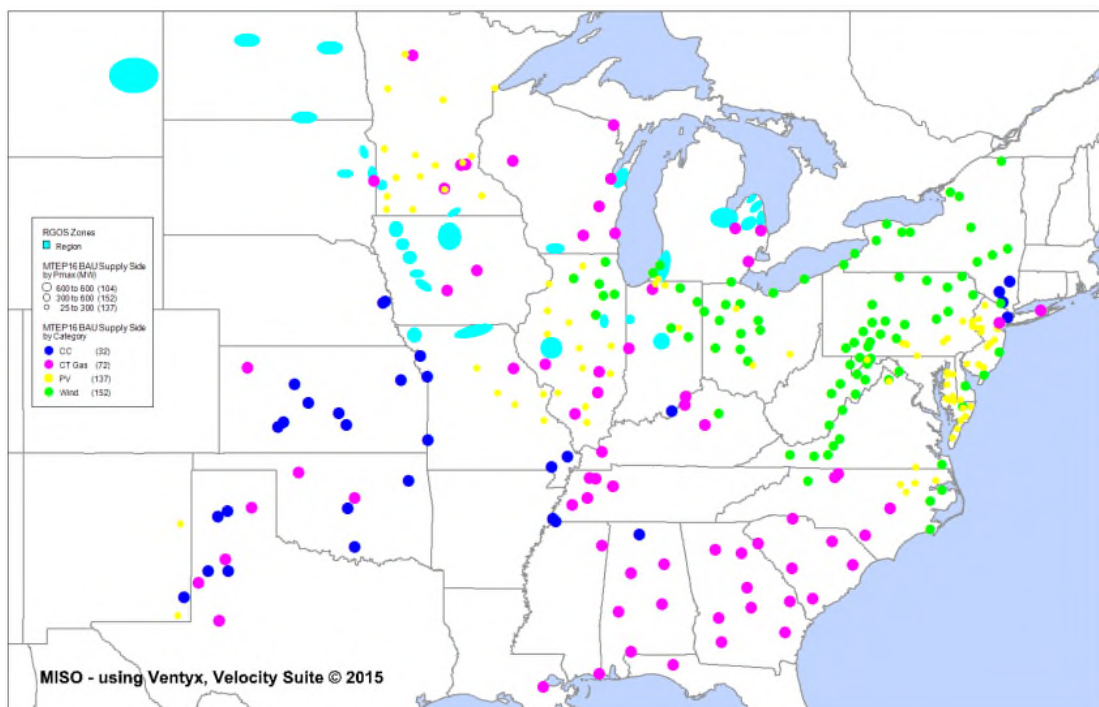 RGOS Zones
Region
MTEP16 BAU Supply Side
by Pmax (MW)
600 to 600 (104)
300 to 600 (152)
25 to 300 (137)
MTEP16 BAU Supply Side
by Category
CC (32)
CT Gas (72)
PV (137)
Wind (152)
MISO - using Ventyx, Velocity Suite © 2015